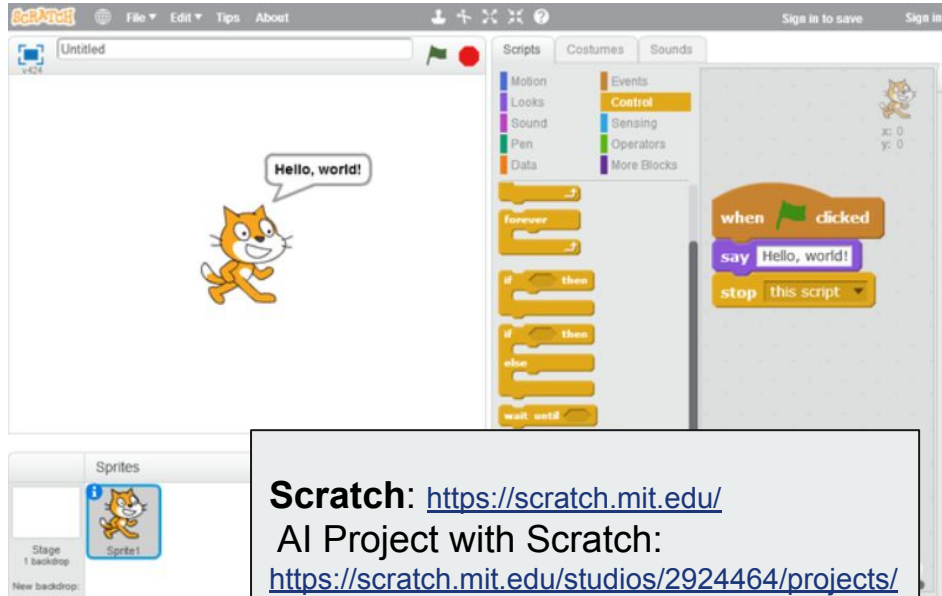 SCRATCH File Edit Tips About Sign in to save Sign in
Untitled
v424
Scripts Costumes Sounds
Motion Events
Looks Control
Sound Sensing
Pen Operators
Data More Blocks
x: 0
y: 0
Hello, world!
forever
if then
if then
else
wait until
when clicked
say Hello, world!
stop this script
Sprites
Stage
1 backdrop
Sprite1
New backdrop:
Scratch: https://scratch.mit.edu/
AI Project with Scratch:
https://scratch.mit.edu/studios/2924464/projects/